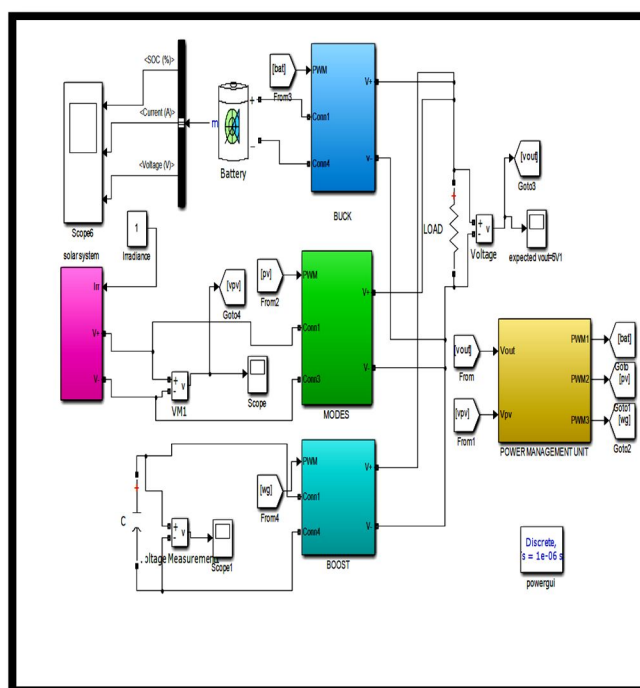 <SOC (%)>
<Current (A)>
<Voltage (V)>
Scope6
m
+
−
Battery
[bat]
From3
PWM
Conn1
Conn4
V+
V-
BUCK
LOAD
+
-
v
Voltage
[vout]
Goto3
expected vout=5V1
solar system
1
Irradiance
In
V+
V-
[vpv]
Goto4
[pv]
From2
+
-
v
VM1
Scope
PWM
Conn1
Conn3
V+
V-
MODES
[vout]
From
[vpv]
From1
Vout
Vpv
PWM1
PWM2
PWM3
POWER MANAGEMENT UNIT
[bat]
Goto
[pv]
Goto1
[wg]
Goto2
+
C
+
-
v
oltage Measurement
Scope1
[wg]
From4
PWM
Conn1
Conn4
V+
V-
BOOST
Discrete,
s = 1e-06 s
powergui